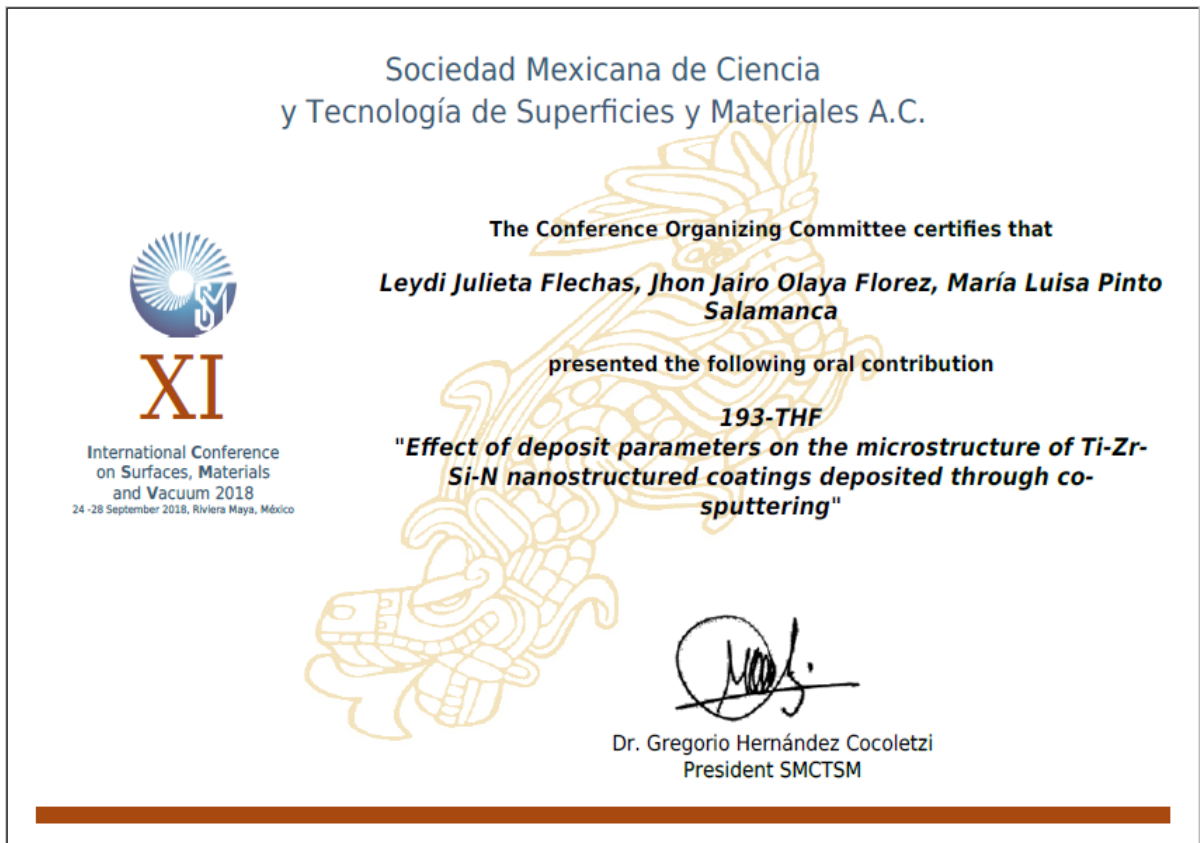 Sociedad Mexicana de Ciencia
y Tecnología de Superficies y Materiales A.C.
The Conference Organizing Committee certifies that
Leydi Julieta Flechas, Jhon Jairo Olaya Florez, María Luisa Pinto
Salamanca
presented the following oral contribution
193-THF
"Effect of deposit parameters on the microstructure of Ti-Zr-
Si-N nanostructured coatings deposited through co-
sputtering"
XI
International Conference
on Surfaces, Materials
and Vacuum 2018
24 -28 September 2018, Riviera Maya, México
Dr. Gregorio Hernández Cocoletzi
President SMCTSM